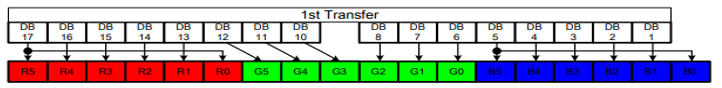 1st Transfer
DB DB DB DB DB DB DB DB DB DB DB DB DB DB DB DB
17 16 15 14 13 12 11 10 8 7 6 5 4 3 2 1
R5 R4 R3 R2 R1 R0 G5 G4 G3 G2 G1 G0 B5 B4 B3 B2 B1 B0